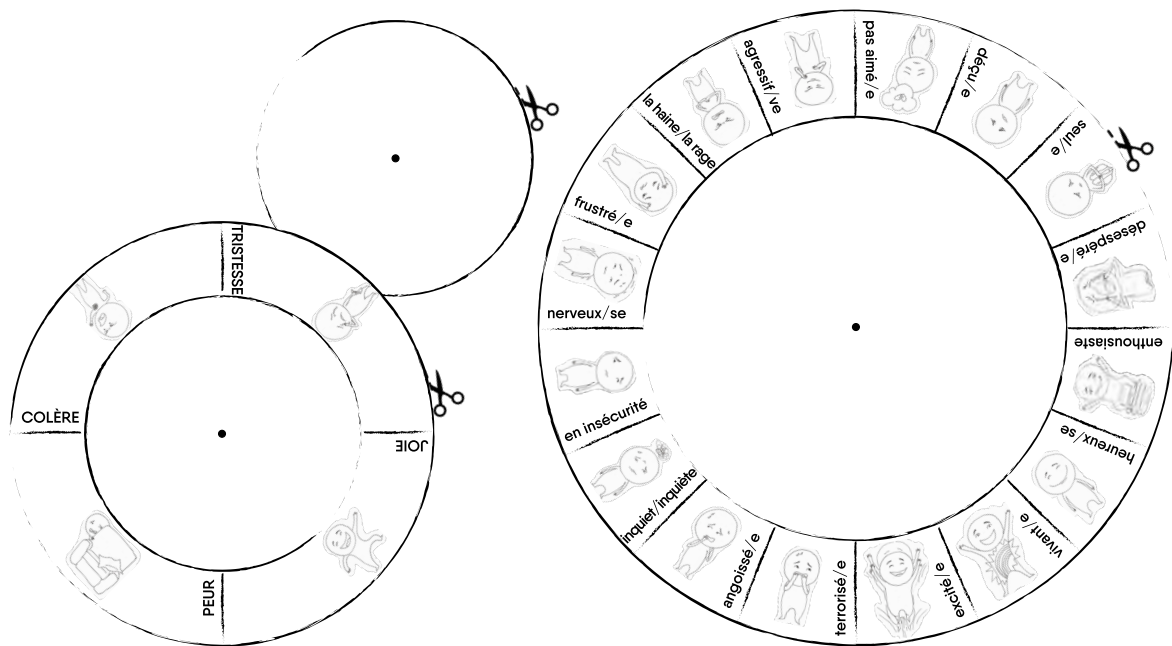 TRISTESSE
JOIE
PEUR
COLÈRE
pas aimé/e
déçu/e
seul/e
désespéré/e
enthousiaste
heureux/se
vivant/e
excité/e
terrorisé/e
angoissé/e
inquiet/inquiète
en insécurité
nerveux/se
frustré/e
la haine/la rage
agressif/ve